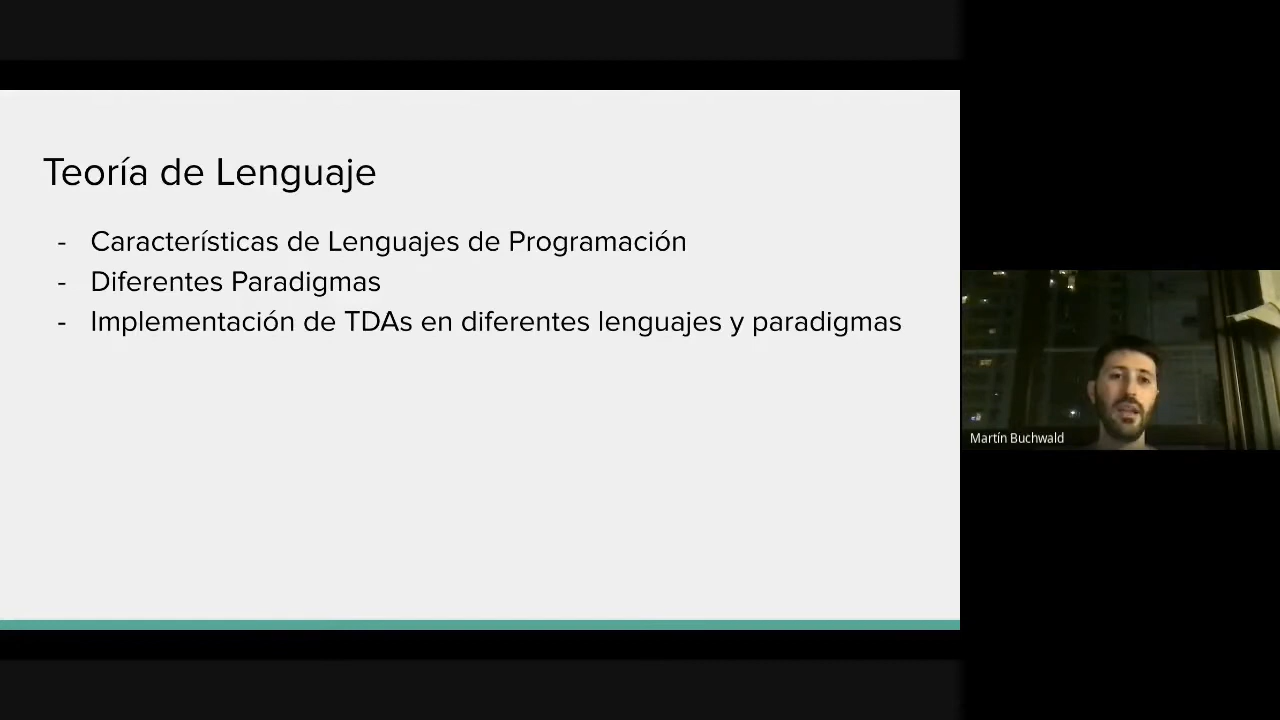 Teoría de Lenguaje
- Características de Lenguajes de Programación
- Diferentes Paradigmas
- Implementación de TDAs en diferentes lenguajes y paradigmas
Martín Buchwald